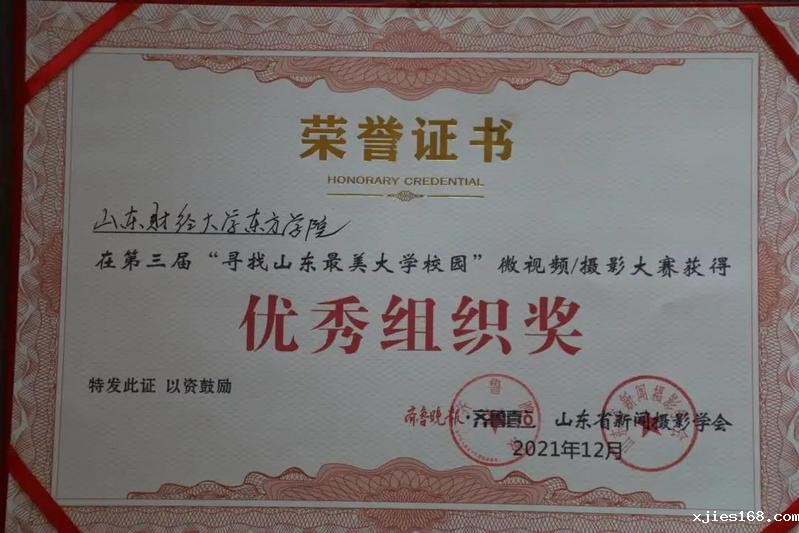 荣誉证书
HONORARY CREDENTIAL
山东财经大学东方学院
在第三届“寻找山东最美大学校园”微视频/摄影大赛获得
优秀组织奖
特发此证 以资鼓励
齐鲁晚报·齐鲁壹点 山东省新闻摄影学会
2021年12月
xjies168.com